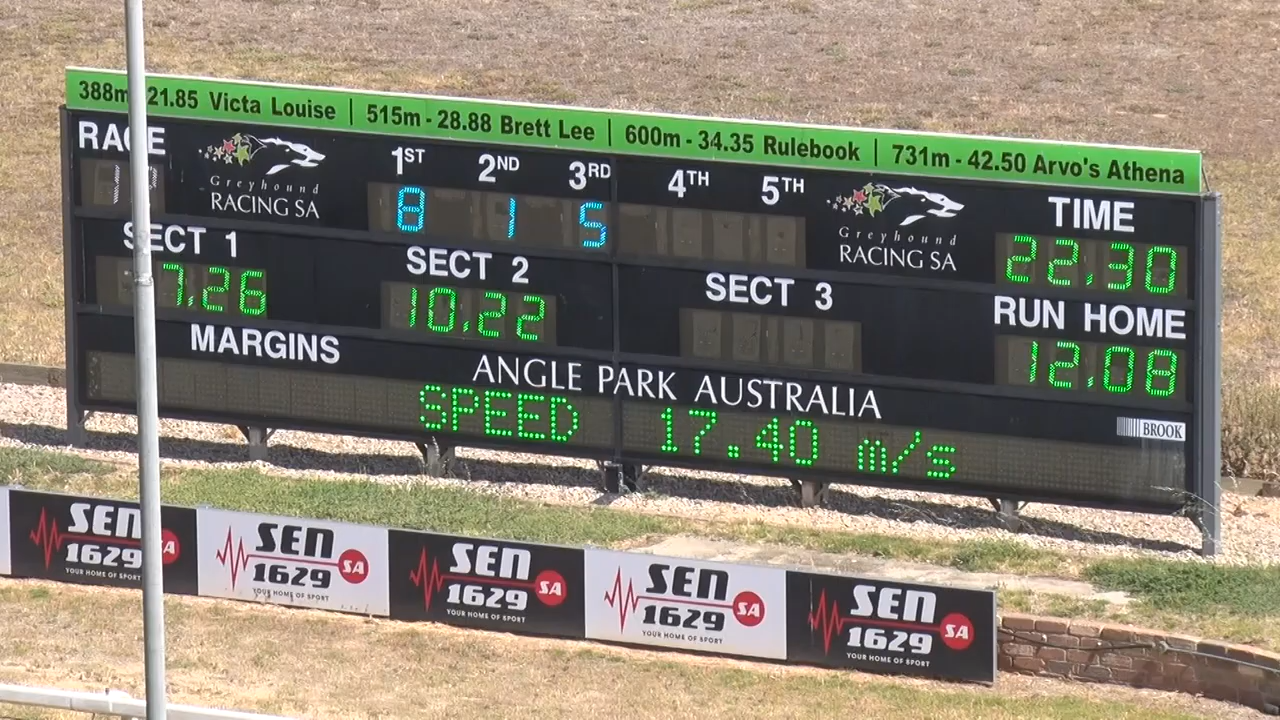 388m 21.85 Victa Louise | 515m - 28.88 Brett Lee | 600m - 34.35 Rulebook | 731m - 42.50 Arvo's Athena
RACE
Greyhound
RACING SA
1ST 2ND 3RD 4TH 5TH
8 1 5
Greyhound
RACING SA
TIME
22.30
SECT 1
7.26
SECT 2
10.22
SECT 3
RUN HOME
12.08
MARGINS
ANGLE PARK AUSTRALIA
SPEED 17.40 m/s
BROOK
SEN
1629 SA
YOUR HOME OF SPORT
SEN
1629 SA
YOUR HOME OF SPORT
SEN
1629 SA
YOUR HOME OF SPORT
SEN
1629 SA
YOUR HOME OF SPORT
SEN
1629 SA
YOUR HOME OF SPORT